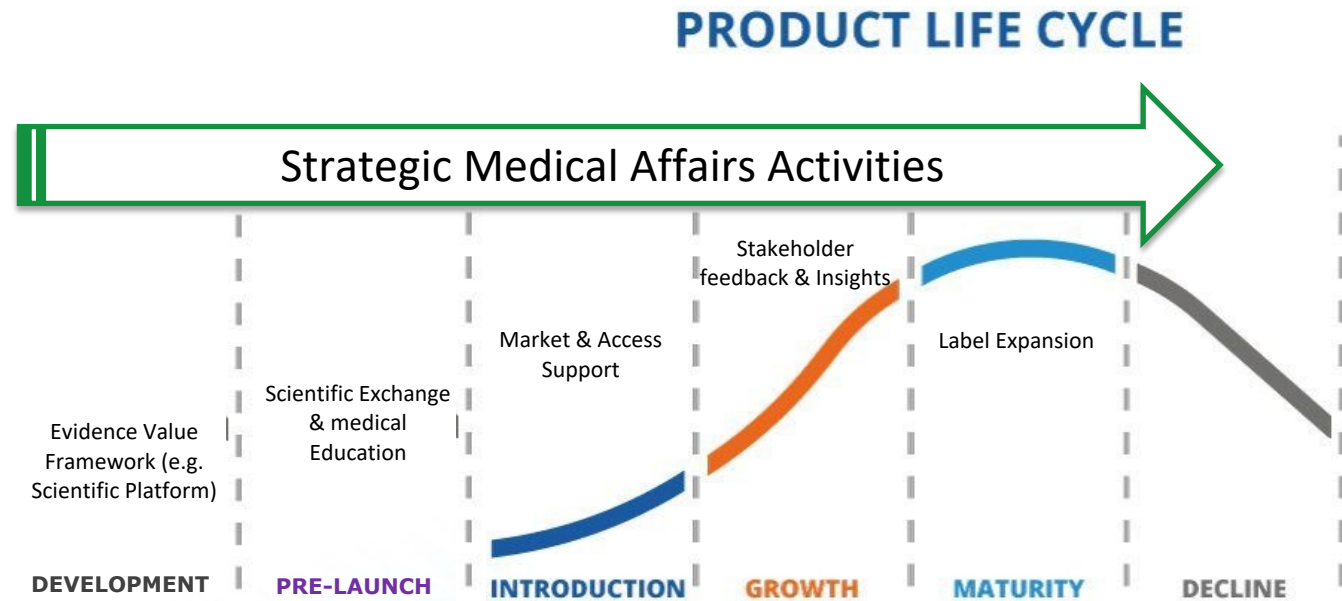 PRODUCT LIFE CYCLE
Strategic Medical Affairs Activities
Evidence Value
Framework (e.g.
Scientific Platform)
Scientific Exchange
& medical
Education
Market & Access
Support
Stakeholder
feedback & Insights
Label Expansion
DEVELOPMENT
PRE-LAUNCH
INTRODUCTION
GROWTH
MATURITY
DECLINE